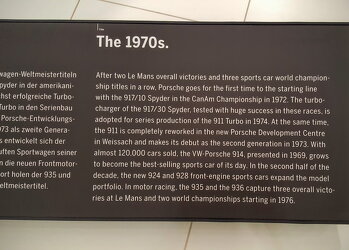 The 1970s.
wagen-Weltmeistertiteln
Spyder in der amerikani-
chst erfolgreiche Turbo-
Turbo in den Serienbau
Porsche-Entwicklungs-
973 als zweite Genera-
s entwickelt sich der
uften Sportwagen seiner
n die neuen Frontmotor-
port holen der 935 und
eltmeistertitel.
After two Le Mans overall victories and three sports car world champion-
ship titles in a row, Porsche goes for the first time to the starting line
with the 917/10 Spyder in the CanAm Championship in 1972. The turbo-
charger of the 917/30 Spyder, tested with huge success in these races, is
adopted for series production of the 911 Turbo in 1974. At the same time,
the 911 is completely reworked in the new Porsche Development Centre
in Weissach and makes its debut as the second generation in 1973. With
almost 120.000 cars sold, the VW-Porsche 914, presented in 1969, grows
to become the best-selling sports car of its day. In the second half of the
decade, the new 924 and 928 front-engine sports cars expand the model
portfolio. In motor racing, the 935 and the 936 capture three overall victo-
ries at Le Mans and two world championships starting in 1976.